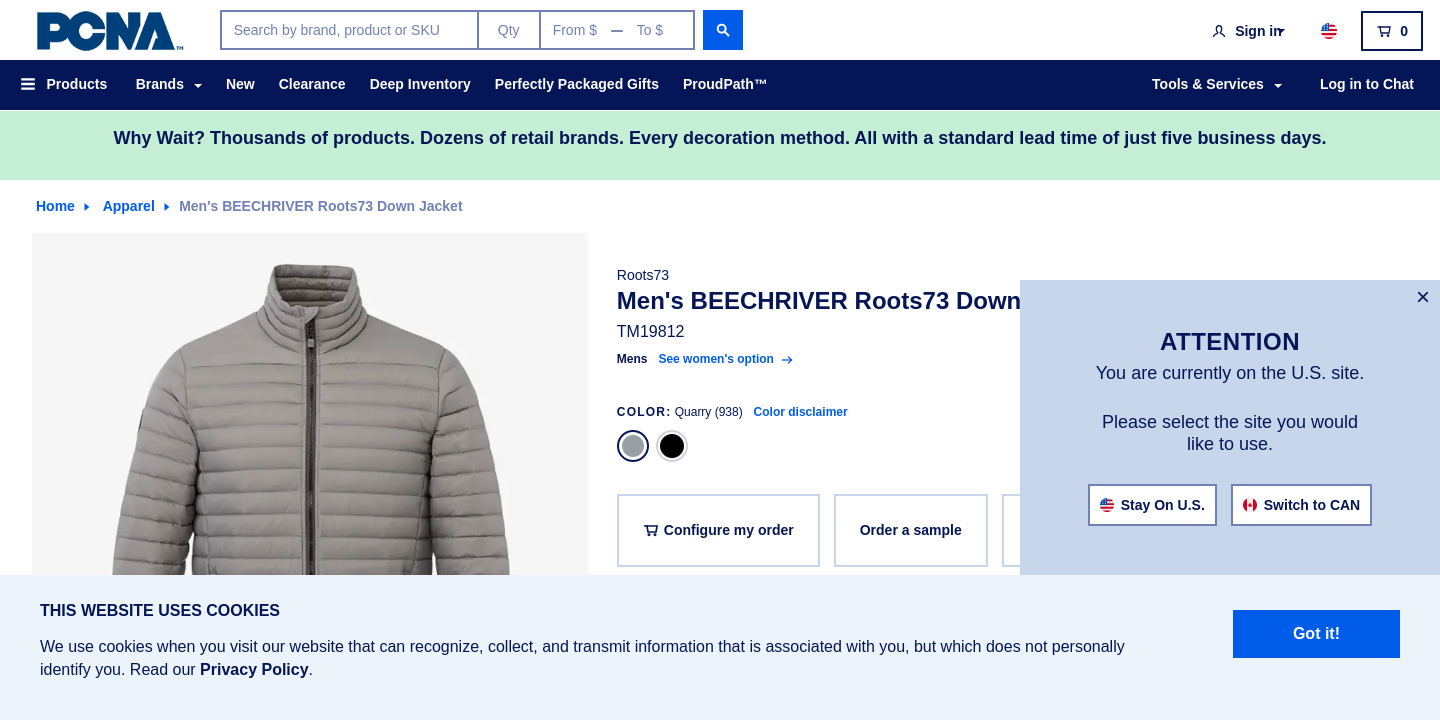 PCNA™
Search by brand, product or SKU
Qty
From $ — To $
Sign in
0
Products
Brands
New
Clearance
Deep Inventory
Perfectly Packaged Gifts
ProudPath™
Tools & Services
Log in to Chat
Why Wait? Thousands of products. Dozens of retail brands. Every decoration method. All with a standard lead time of just five business days.
Home
Apparel
Men's BEECHRIVER Roots73 Down Jacket
Roots73
Men's BEECHRIVER Roots73 Down
TM19812
Mens See women's option
COLOR: Quarry (938) Color disclaimer
Configure my order
Order a sample
ATTENTION
You are currently on the U.S. site.
Please select the site you would
like to use.
Stay On U.S.
Switch to CAN
THIS WEBSITE USES COOKIES
We use cookies when you visit our website that can recognize, collect, and transmit information that is associated with you, but which does not personally
identify you. Read our Privacy Policy.
Got it!